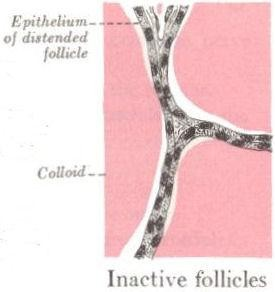 Epithelium
of distended
follicle
Colloid
Inactive follicles